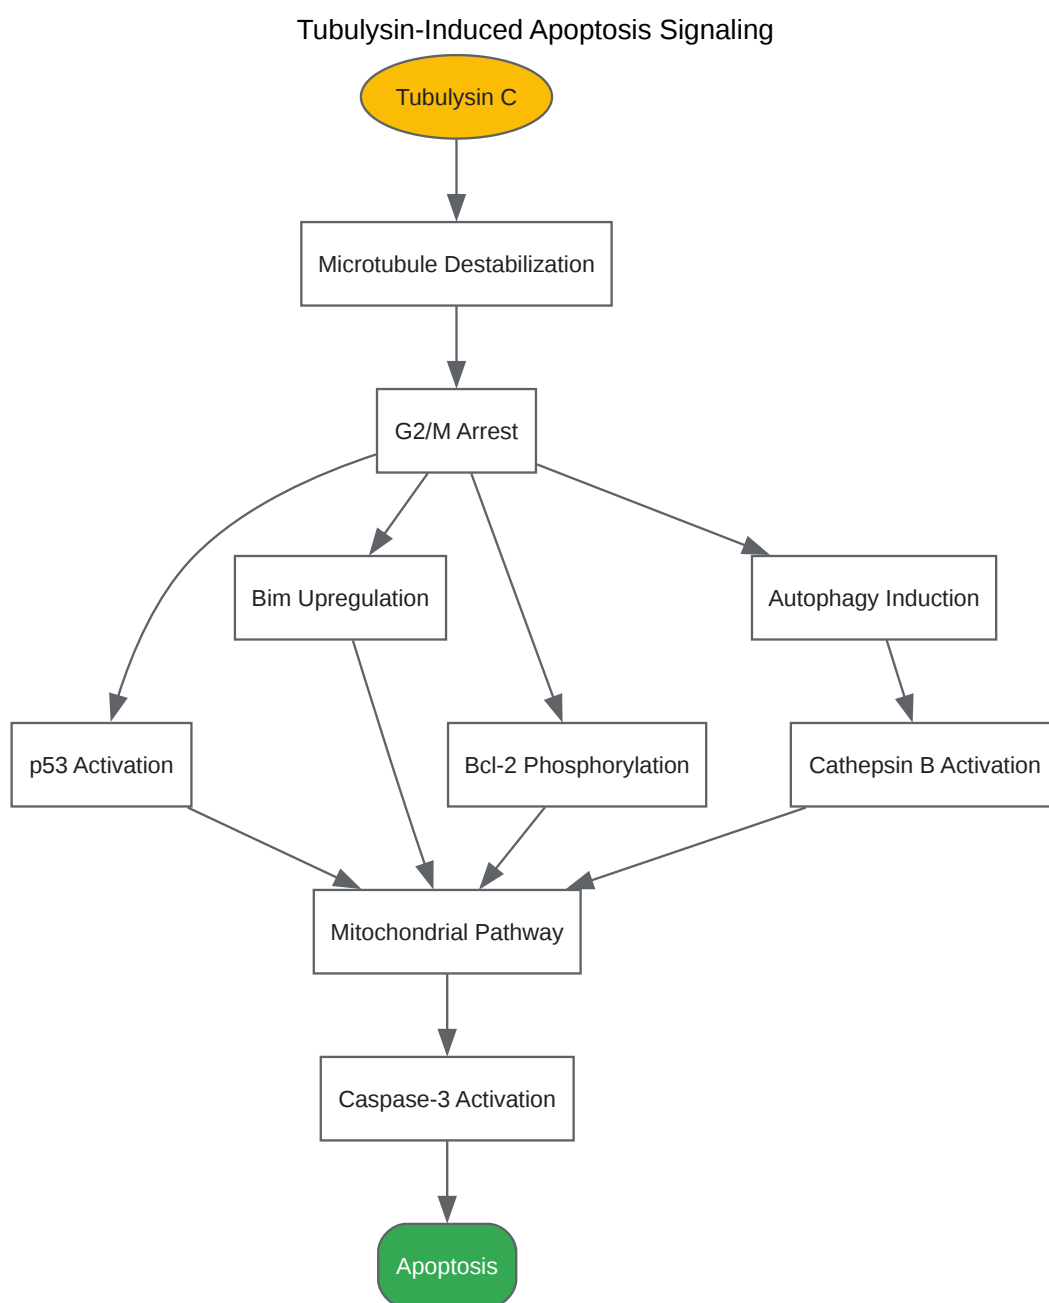 Tubulysin-Induced Apoptosis Signaling
Tubulysin C
Microtubule Destabilization
G2/M Arrest
Bim Upregulation
Autophagy Induction
p53 Activation
Bcl-2 Phosphorylation
Cathepsin B Activation
Mitochondrial Pathway
Caspase-3 Activation
Apoptosis